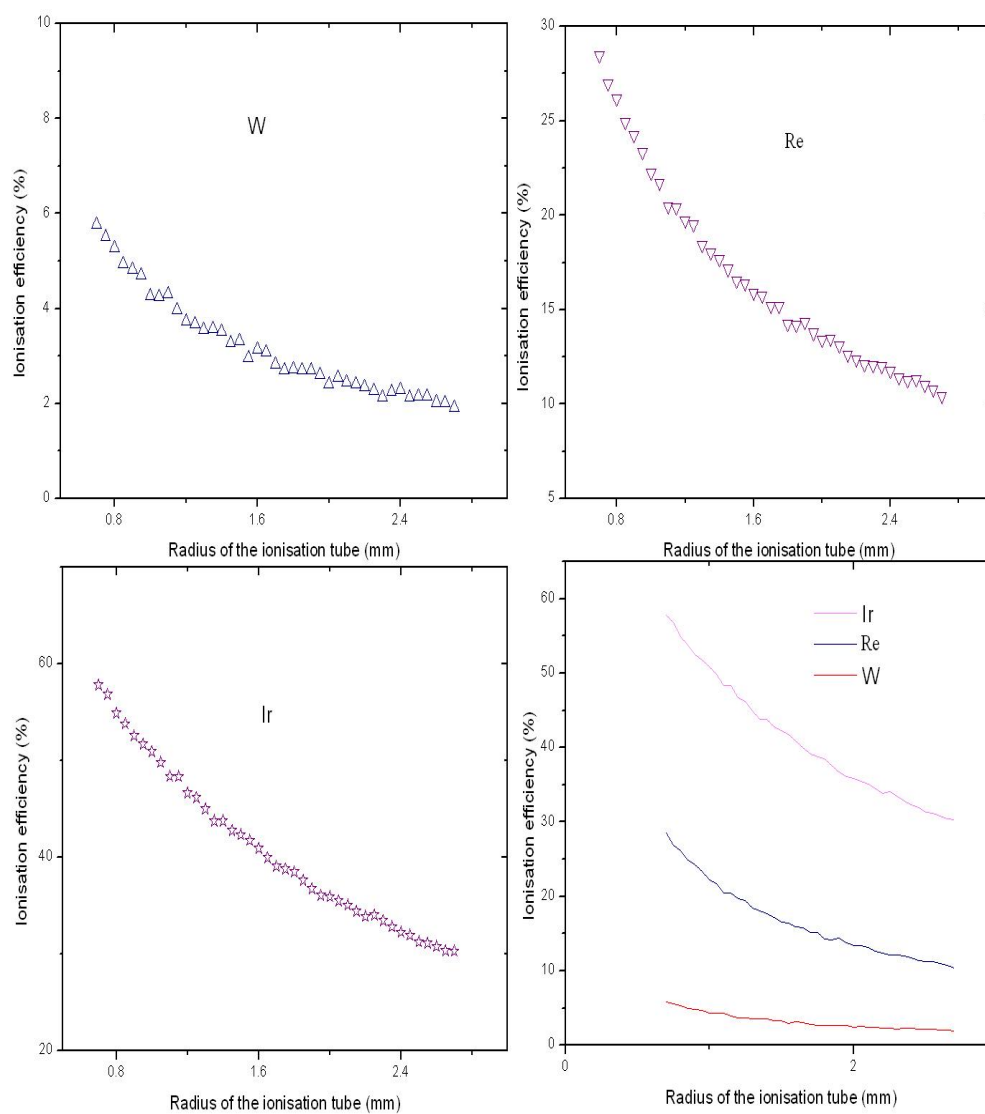 10
8
6
4
2
0
Ionisation efficiency (%)
W
0.8
1.6
2.4
Radius of the ionisation tube (mm)
30
25
20
15
10
5
Ionisation efficiency (%)
Re
0.8
1.6
2.4
Radius of the ionisation tube (mm)
60
40
20
Ionisation efficiency (%)
Ir
0.8
1.6
2.4
Radius of the ionisation tube (mm)
60
50
40
30
20
10
0
Ionisation efficiency (%)
Ir
Re
W
0
2
Radius of the ionisation tube (mm)